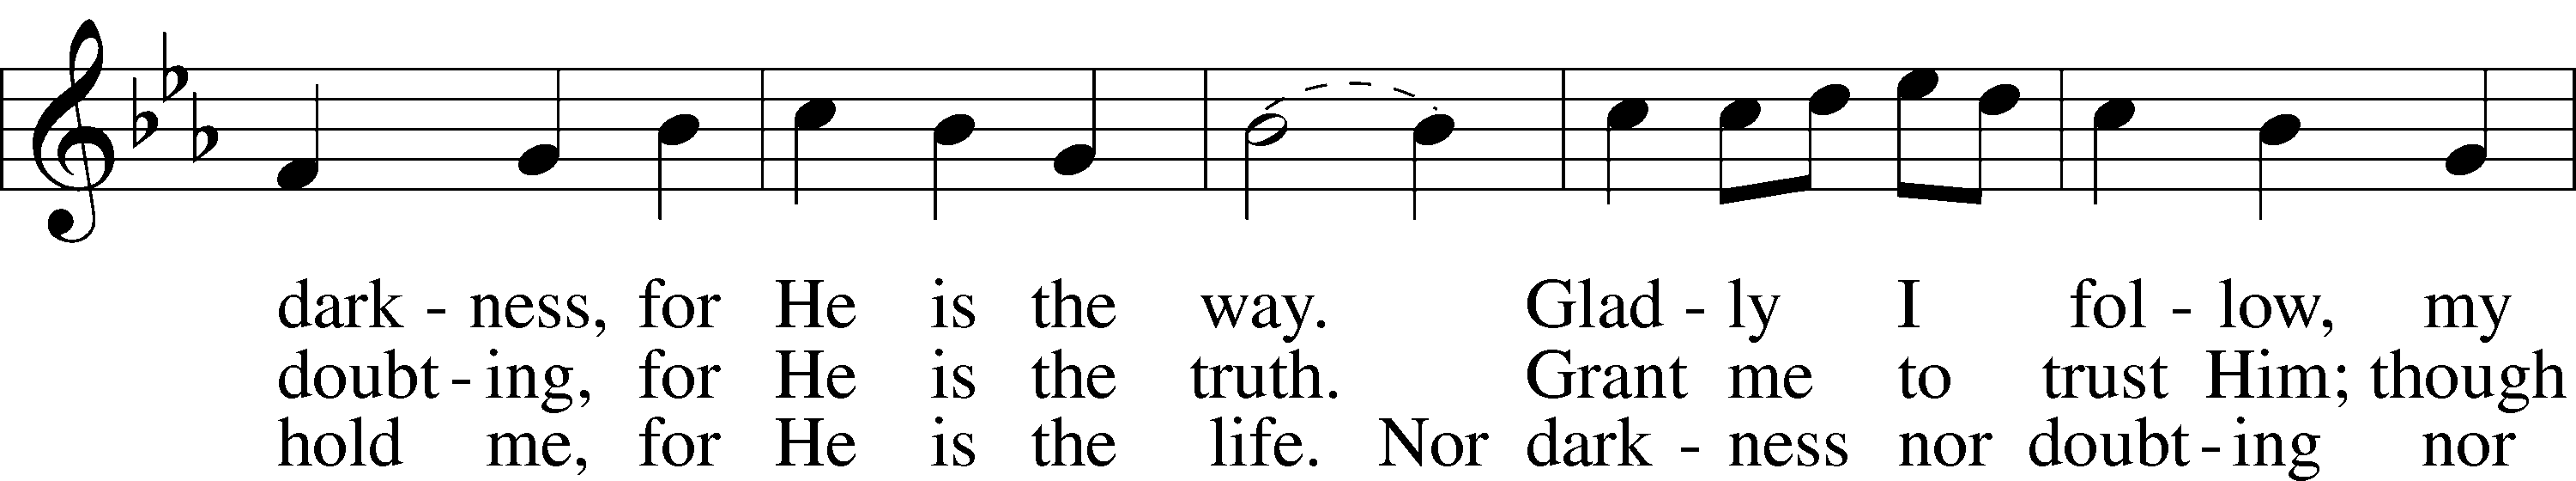 dark - ness, for He is the way. Glad - ly I fol - low, my
doubt - ing, for He is the truth. Grant me to trust Him; though
hold me, for He is the life. Nor dark - ness nor doubt - ing nor